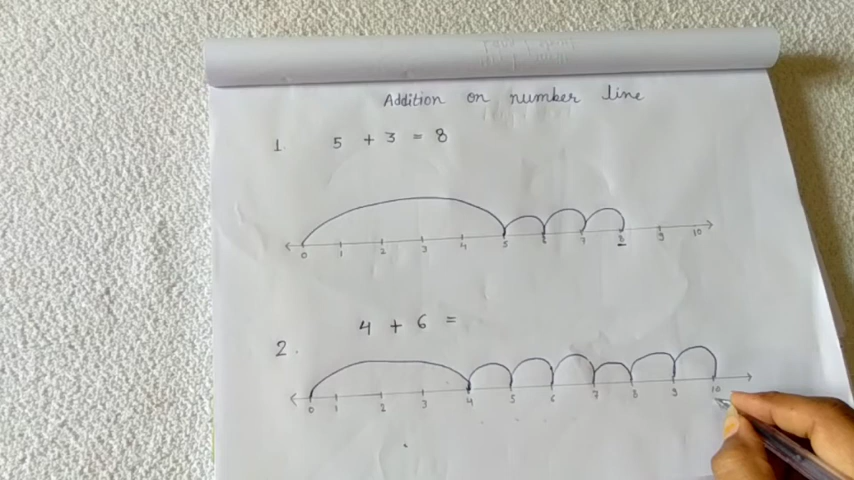 Addition on number line
1. 5 + 3 = 8
0 1 2 3 4 5 6 7 8 9 10
4 + 6 =
2.
0 1 2 3 4 5 6 7 8 9 10